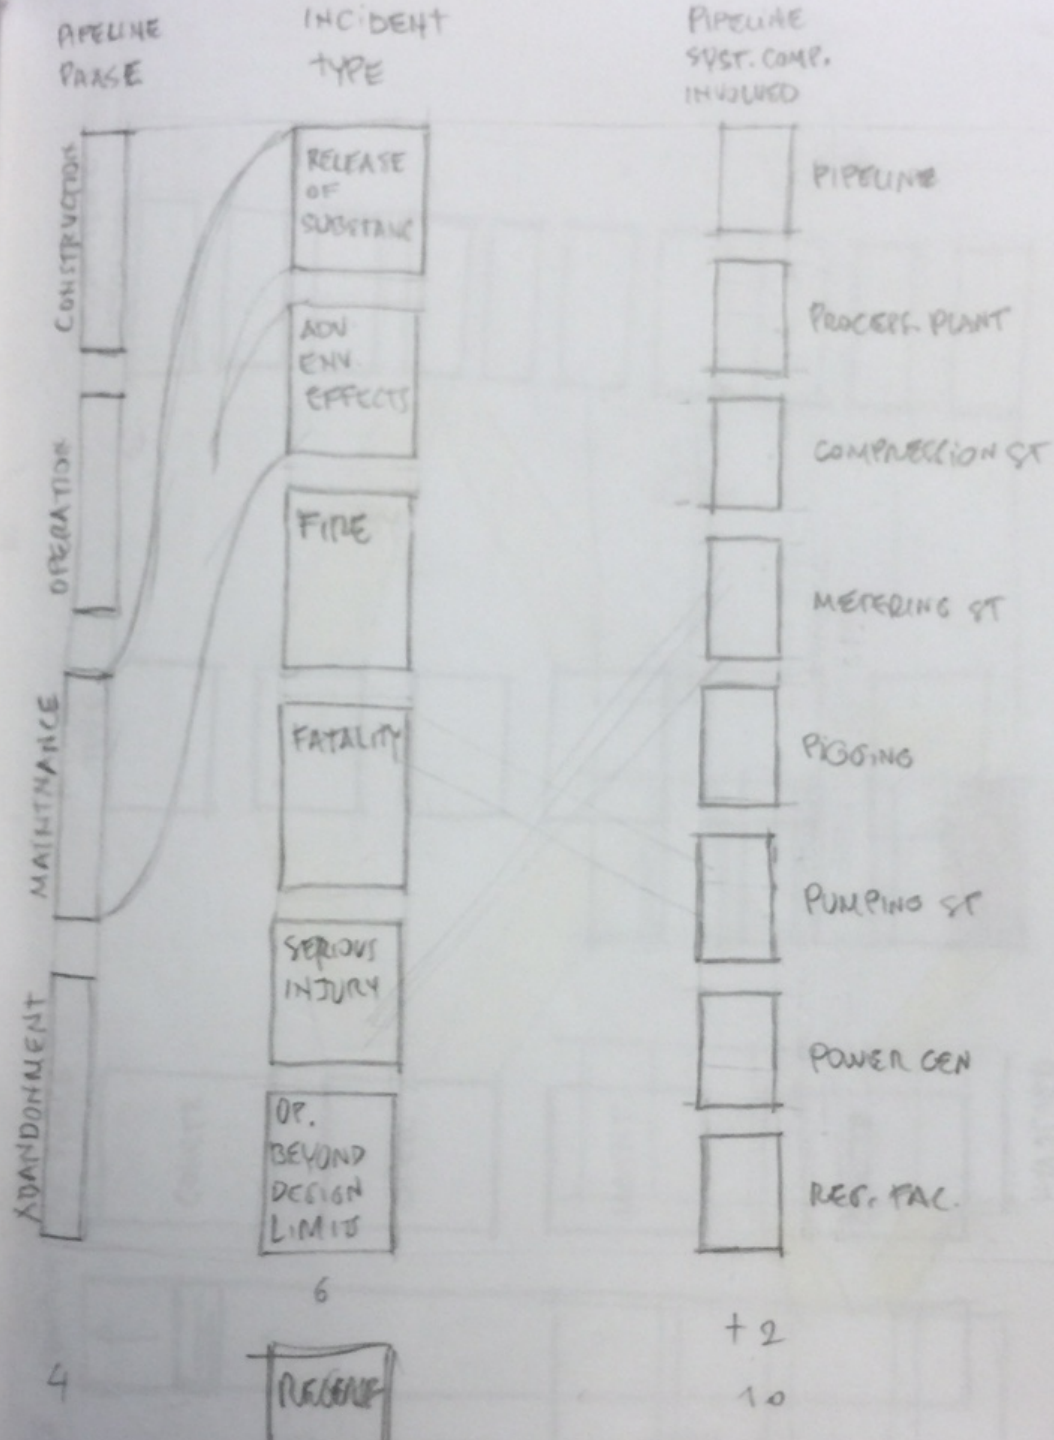 PIPELINE
PHASE
INCIDENT
TYPE
PIPELINE
SYST. COMP.
INVOLVED
CONSTRUCTION
OPERATION
MAINTNANCE
ABANDONMENT
RELEASE
OF
SUBSTANC
ADV
ENV.
EFFECTS
FIRE
FATALITY
SERIOUS
INJURY
OP.
BEYOND
DESIGN
LIMITS
PIPELINE
PROCESS. PLANT
COMPRESSION ST
METERING ST
PIGGING
PUMPING ST
POWER GEN
FAC.
4
6
+2
10